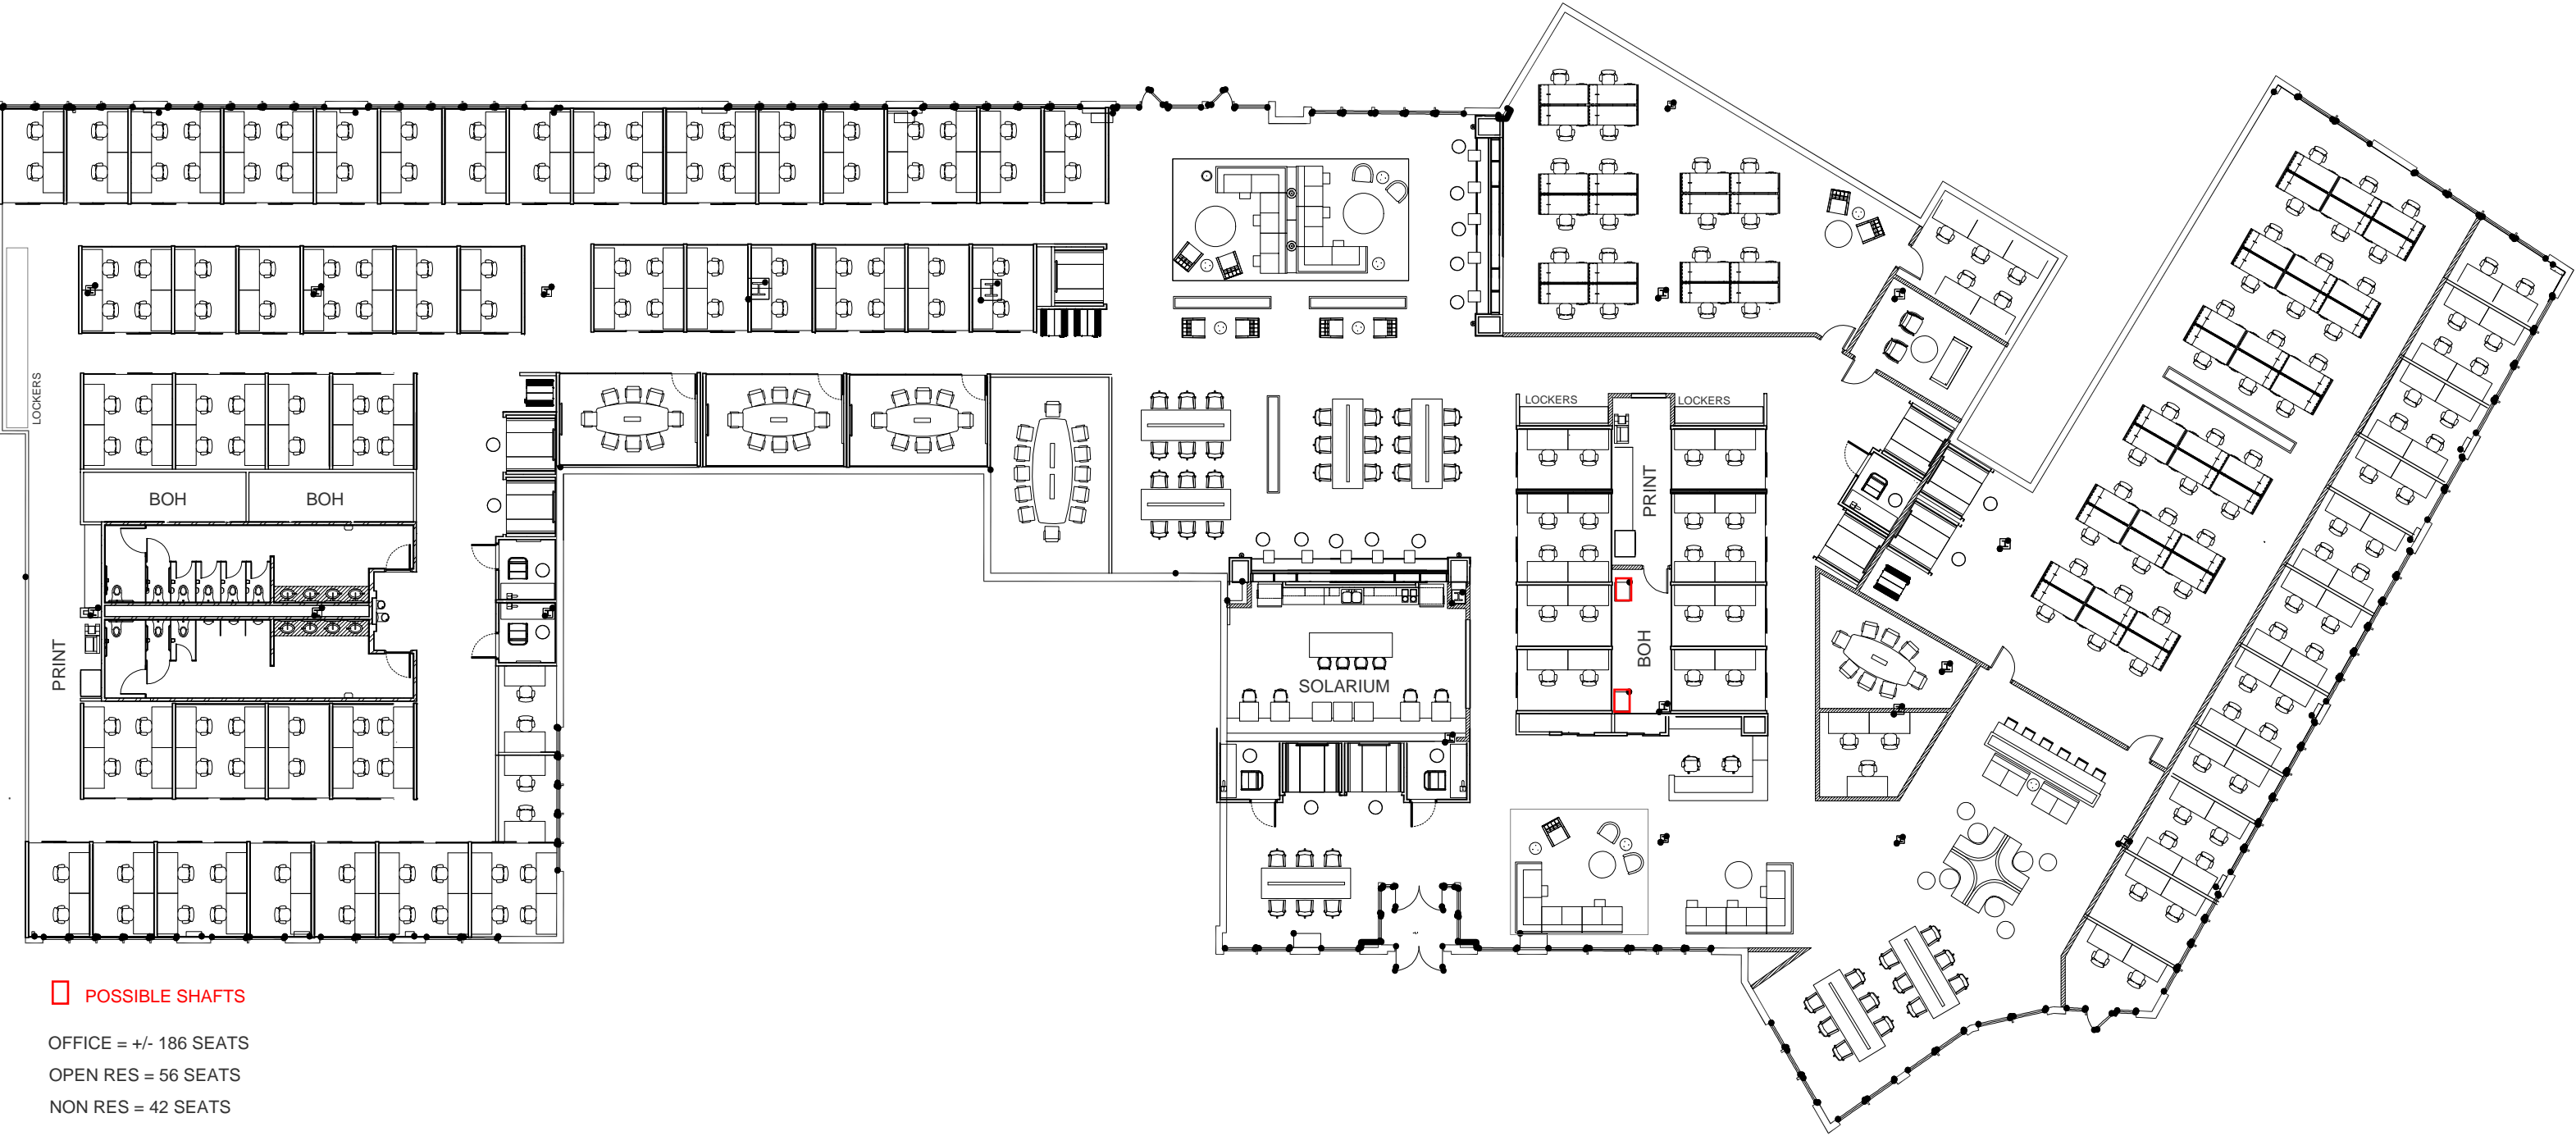 LOCKERS
LOCKERS
LOCKERS
BOH
BOH
PRINT
PRINT
BOH
SOLARIUM
POSSIBLE SHAFTS
OFFICE = +/- 186 SEATS
OPEN RES = 56 SEATS
NON RES = 42 SEATS